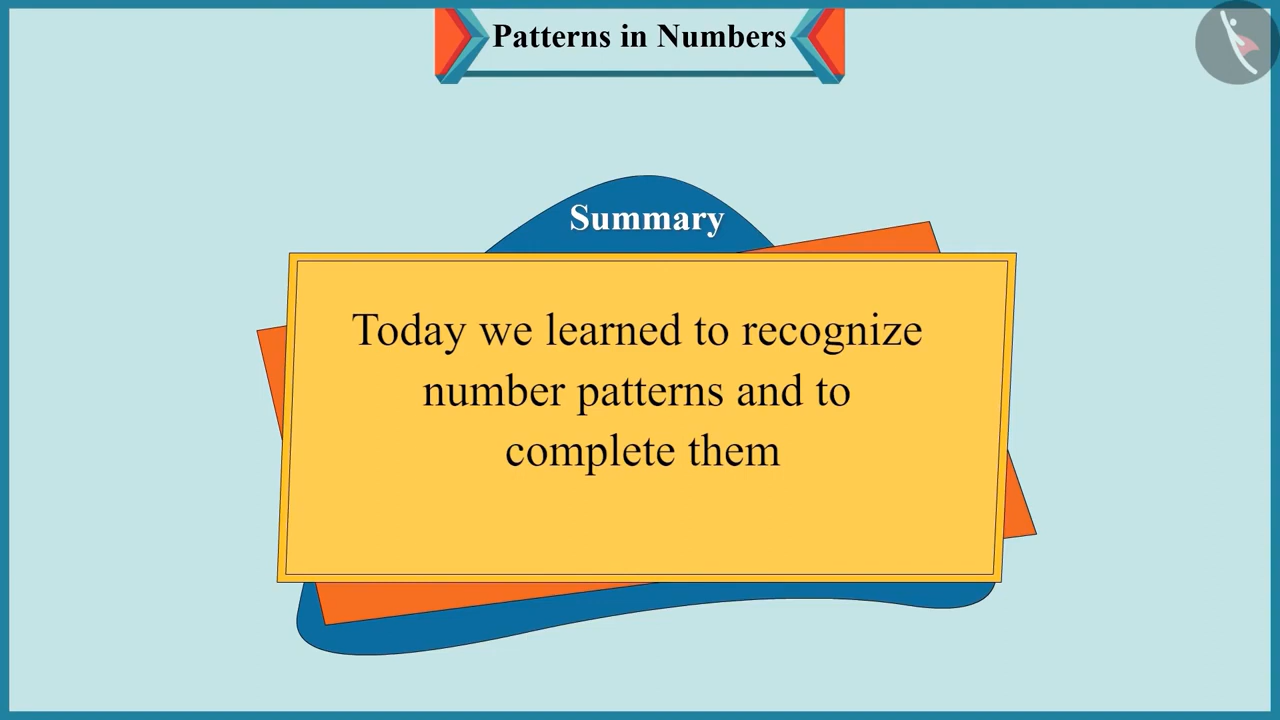 Patterns in Numbers
Summary
Today we learned to recognize
number patterns and to
complete them